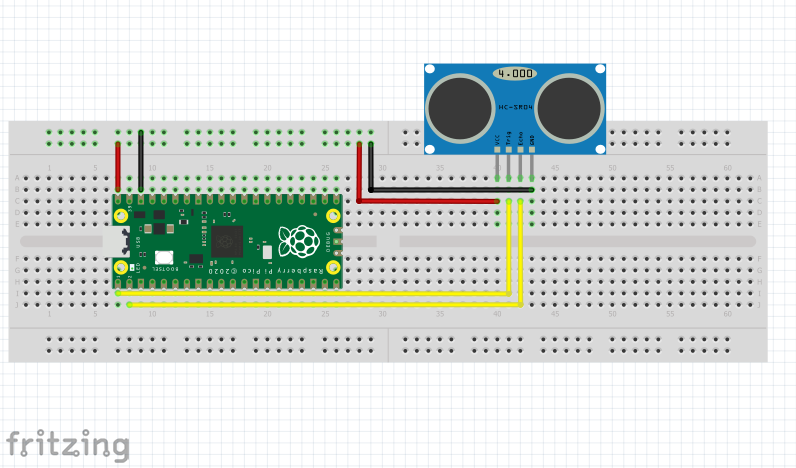 4.000
HC-SR04
VCC
Trig
Echo
GND
1 5 10 15 20 25 30 35 40 45 50 55 60
A
B
C
D
E
USB
DEBUG
LED
BOOTSEL
Raspberry Pi Pico ©2020
F
G
H
I
J
1 5 10 15 20 25 30 35 40 45 50 55 60
fritzing